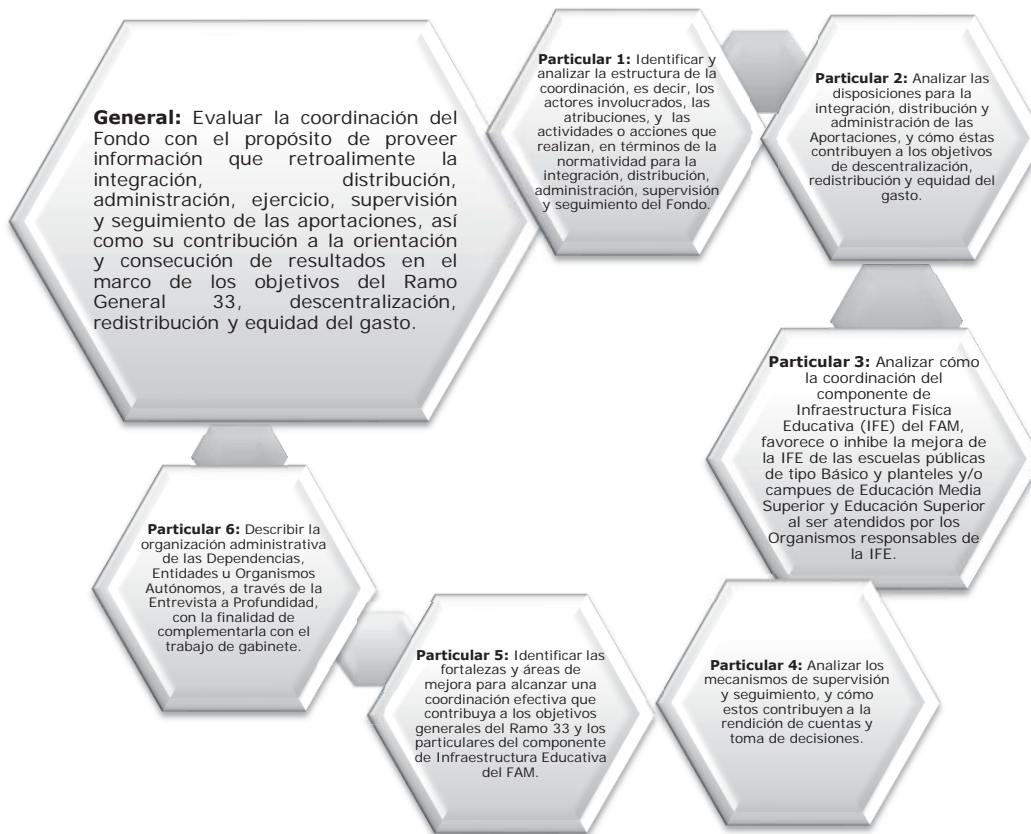 General: Evaluar la coordinación del
Fondo con el propósito de proveer
información que retroalimente la
integración, distribución,
administración, ejercicio, supervisión
y seguimiento de las aportaciones, así
como su contribución a la orientación
y consecución de resultados en el
marco de los objetivos del Ramo
General 33, descentralización,
redistribución y equidad del gasto.
Particular 1: Identificar y
analizar la estructura de la
coordinación, es decir, los
actores involucrados, las
atribuciones, y las
actividades o acciones que
realizan, en términos de la
normatividad para la
integración, distribución,
administración, supervisión
y seguimiento del Fondo.
Particular 2: Analizar las
disposiciones para la
integración, distribución y
administración de las
Aportaciones, y cómo éstas
contribuyen a los objetivos
de descentralización,
redistribución y equidad del
gasto.
Particular 3: Analizar cómo
la coordinación del
componente de
Infraestructura Fisíca
Educativa (IFE) del FAM,
favorece o inhibe la mejora de
la IFE de las escuelas públicas
de tipo Básico y planteles y/o
campues de Educación Media
Superior y Educación Superior
al ser atendidos por los
Organismos responsables de
la IFE.
Particular 4: Analizar los
mecanismos de supervisión
y seguimiento, y cómo
estos contribuyen a la
rendición de cuentas y
toma de decisiones.
Particular 5: Identificar las
fortalezas y áreas de
mejora para alcanzar una
coordinación efectiva que
contribuya a los objetivos
generales del Ramo 33 y los
particulares del componente
de Infraestructura Educativa
del FAM.
Particular 6: Describir la
organización administrativa
de las Dependencias,
Entidades u Organismos
Autónomos, a través de la
Entrevista a Profundidad,
con la finalidad de
complementarla con el
trabajo de gabinete.